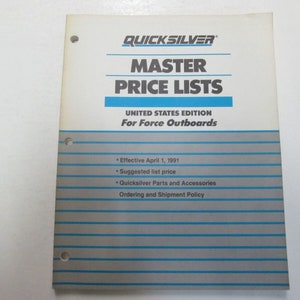 QUICKSILVER®
MASTER
PRICE LISTS
UNITED STATES EDITION
For Force Outboards
• Effective April 1, 1991
• Suggested list price
• Quicksilver Parts and Accessories
Ordering and Shipment Policy